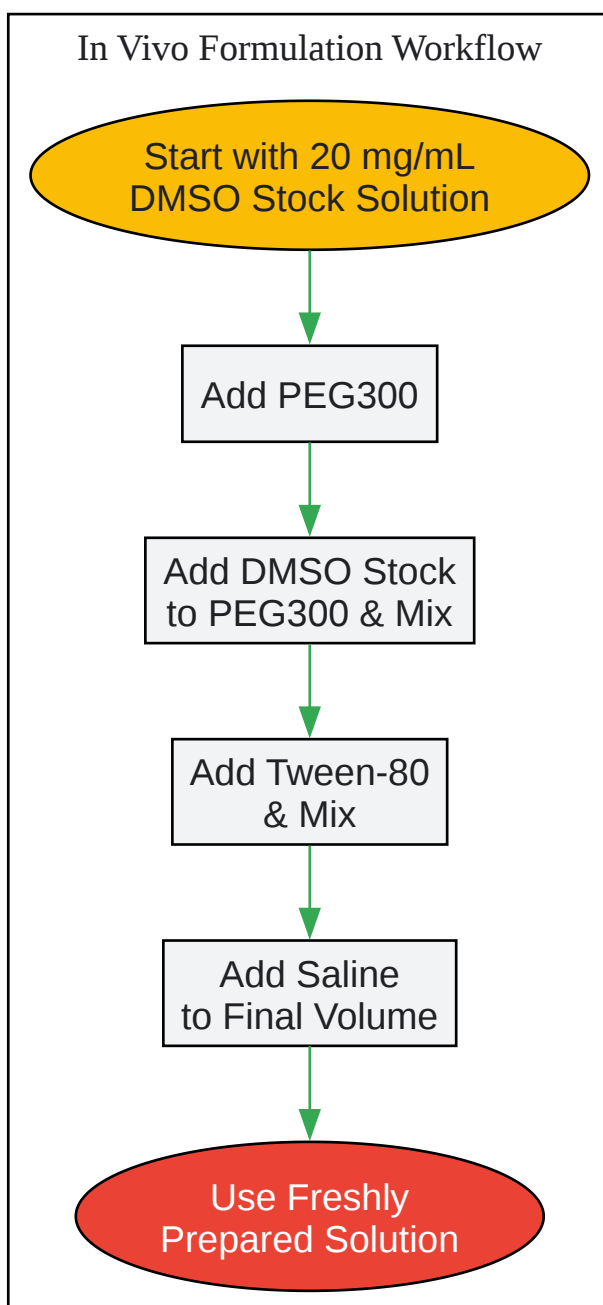 In Vivo Formulation Workflow
Start with 20 mg/mL
DMSO Stock Solution
Add PEG300
Add DMSO Stock
to PEG300 & Mix
Add Tween-80
& Mix
Add Saline
to Final Volume
Use Freshly
Prepared Solution